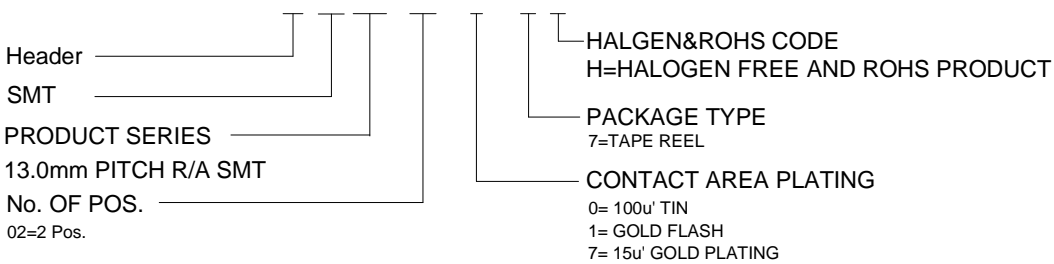 Header
SMT
PRODUCT SERIES
13.0mm PITCH R/A SMT
No. OF POS.
02=2 Pos.
HALGEN&ROHS CODE
H=HALOGEN FREE AND ROHS PRODUCT
PACKAGE TYPE
7=TAPE REEL
CONTACT AREA PLATING
0= 100u' TIN
1= GOLD FLASH
7= 15u' GOLD PLATING